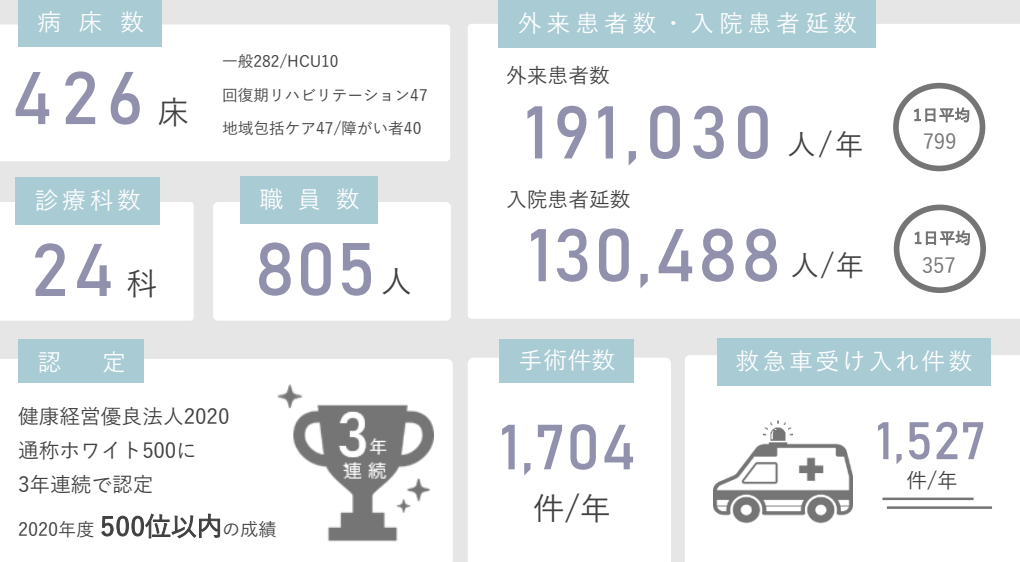 病床数
426床
一般282/HCU10
回復期リハビリテーション47
地域包括ケア47/障がい者40
外来患者数・入院患者延数
外来患者数
191,030人/年
1日平均
799
入院患者延数
130,488人/年
1日平均
357
診療科数
24科
職員数
805人
認定
健康経営優良法人2020
通称ホワイト500に
3年連続で認定
2020年度 500位以内の成績
3年
連続
手術件数
1,704
件/年
救急車受け入れ件数
1,527
件/年